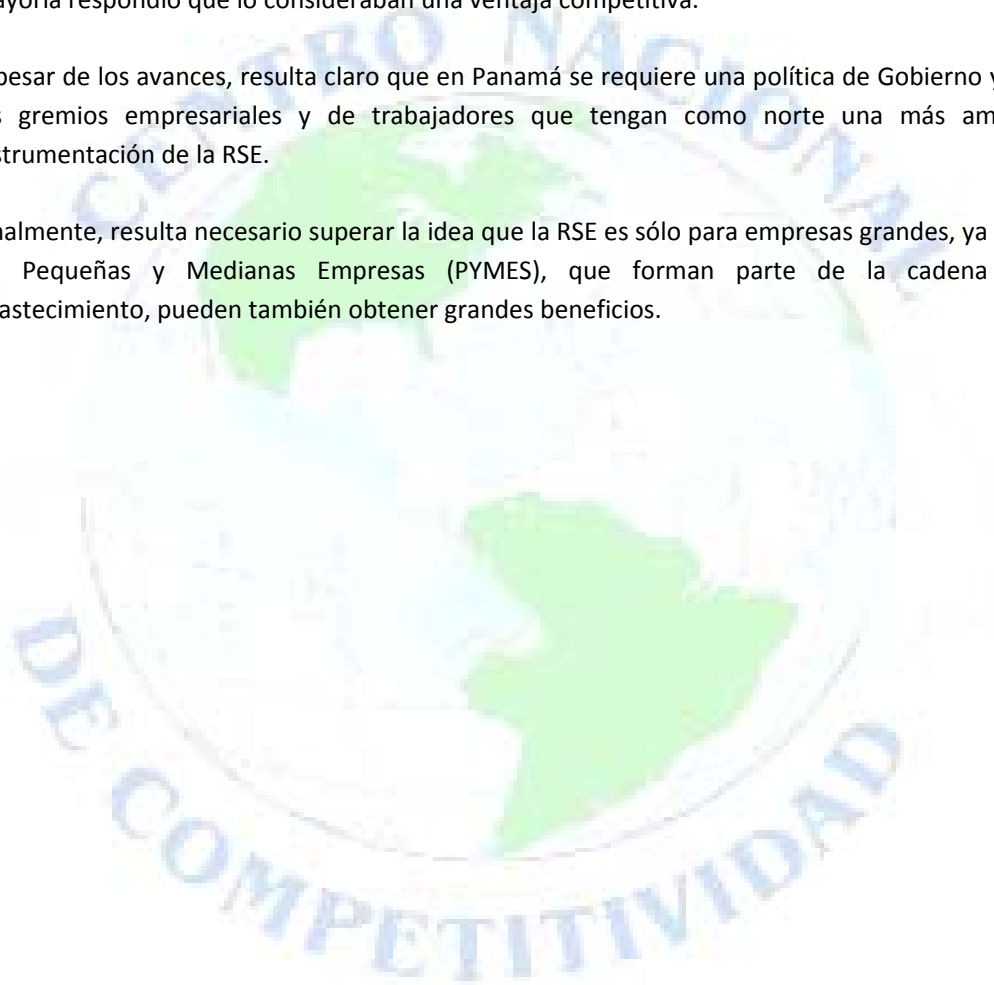 ayoría respondió que lo consideraban una ventaja competitiva.
pesar de los avances, resulta claro que en Panamá se requiere una política de Gobierno y
s gremios empresariales y de trabajadores que tengan como norte una más am
strumentación de la RSE.
nalmente, resulta necesario superar la idea que la RSE es sólo para empresas grandes, ya
Pequeñas y Medianas Empresas (PYMES), que forman parte de la cadena
astecimiento, pueden también obtener grandes beneficios.
CENTRO NACIONAL
DE COMPETITIVIDAD